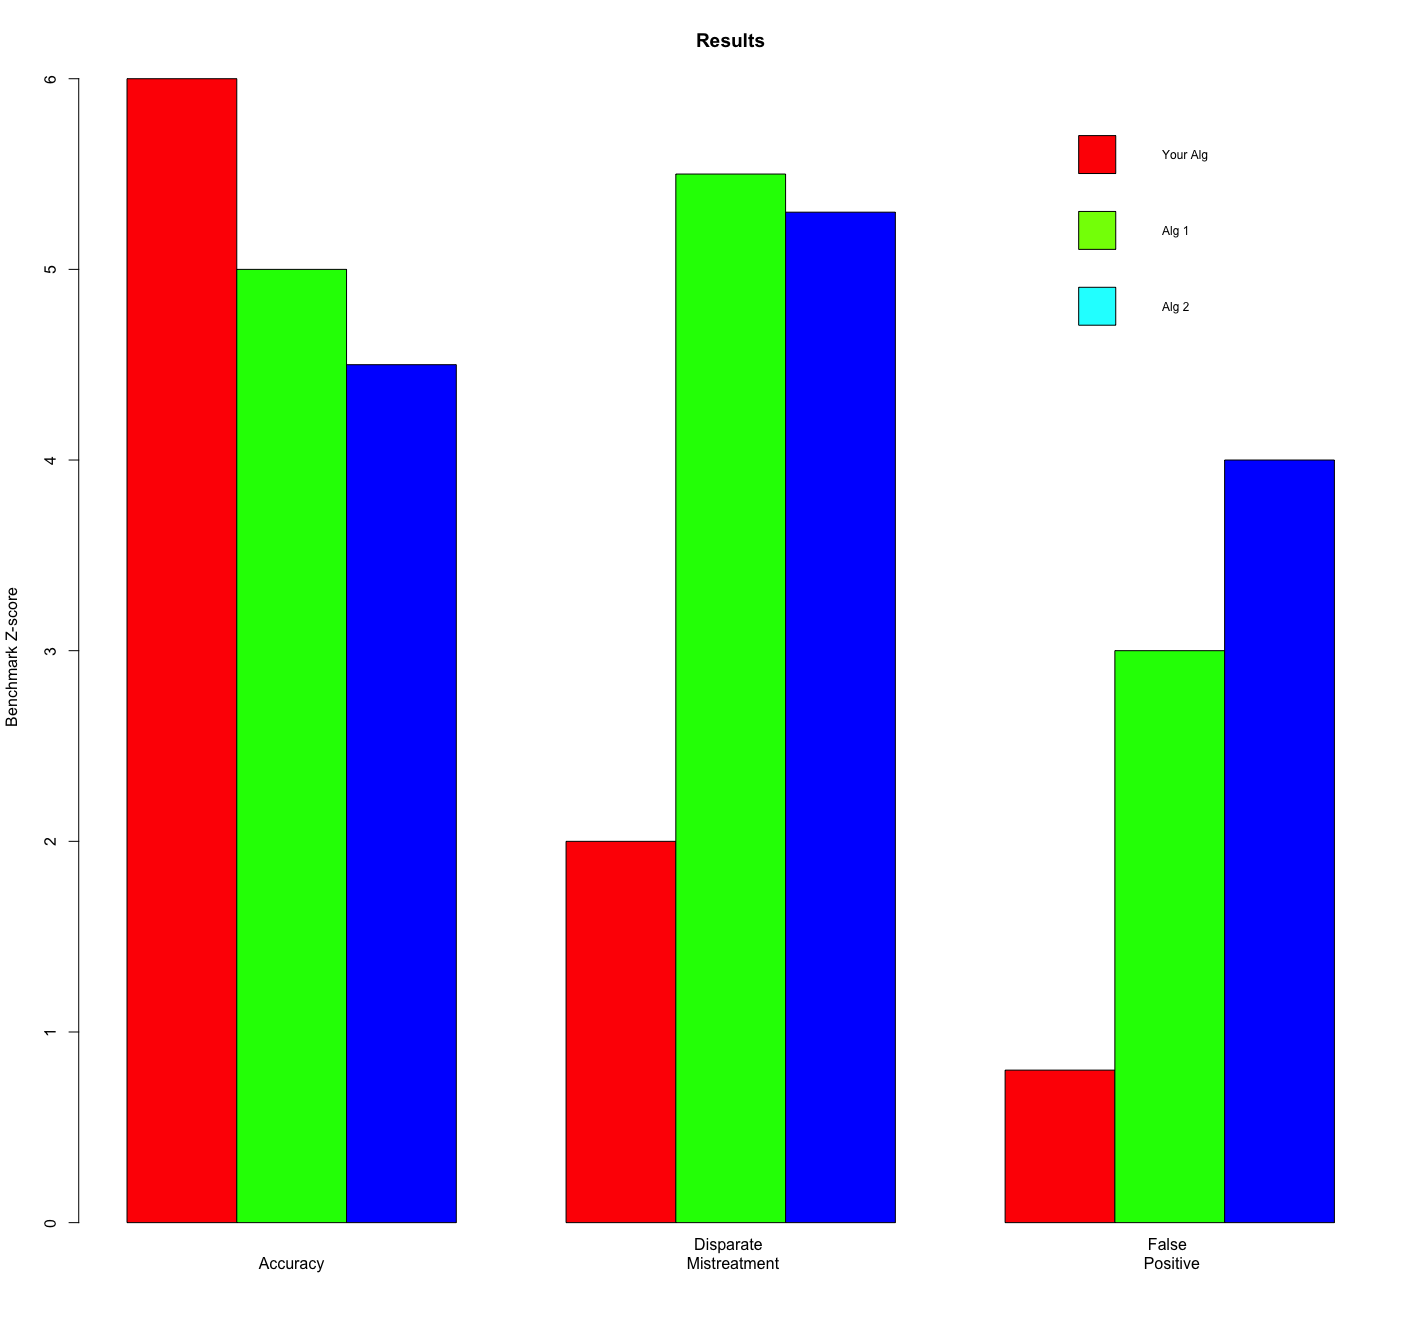 Results
6
5
4
3
2
1
0
Benchmark Z-score
Your Alg
Alg 1
Alg 2
Accuracy
Disparate
Mistreatment
False
Positive